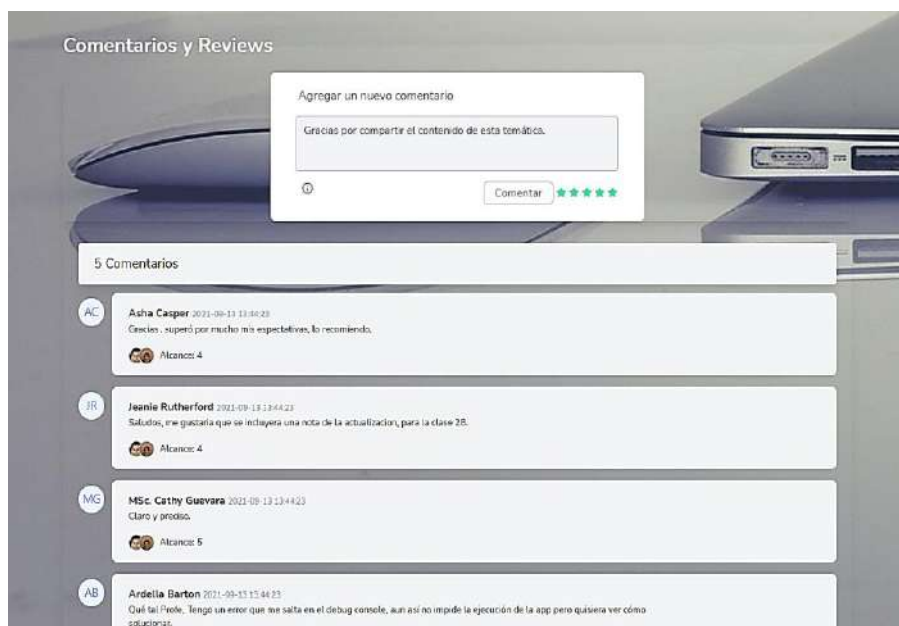 Comentarios y Reviews
Agregar un nuevo comentario
Gracias por compartir el contenido de esta temática.
Comentar
5 Comentarios
AC
Asha Casper 2021-09-13 13:44:23
Gracias , superó por mucho mis espectativas, lo recomiendo.
Alcance: 4
JR
Jeanie Rutherford 2021-09-13 13:44:23
Saludos, me gustaria que se incluyera una nota de la actualizacion, para la clase 28.
Alcance: 4
MG
MSc. Cathy Guevara 2021-09-13 13:44:23
Claro y preciso.
Alcance: 5
AB
Ardella Barton 2021-09-13 13:44:23
Qué tal Profe, Tengo un error que me salta en el debug console, aun así no impide la ejecución de la app pero quisiera ver cómo
solucionar.